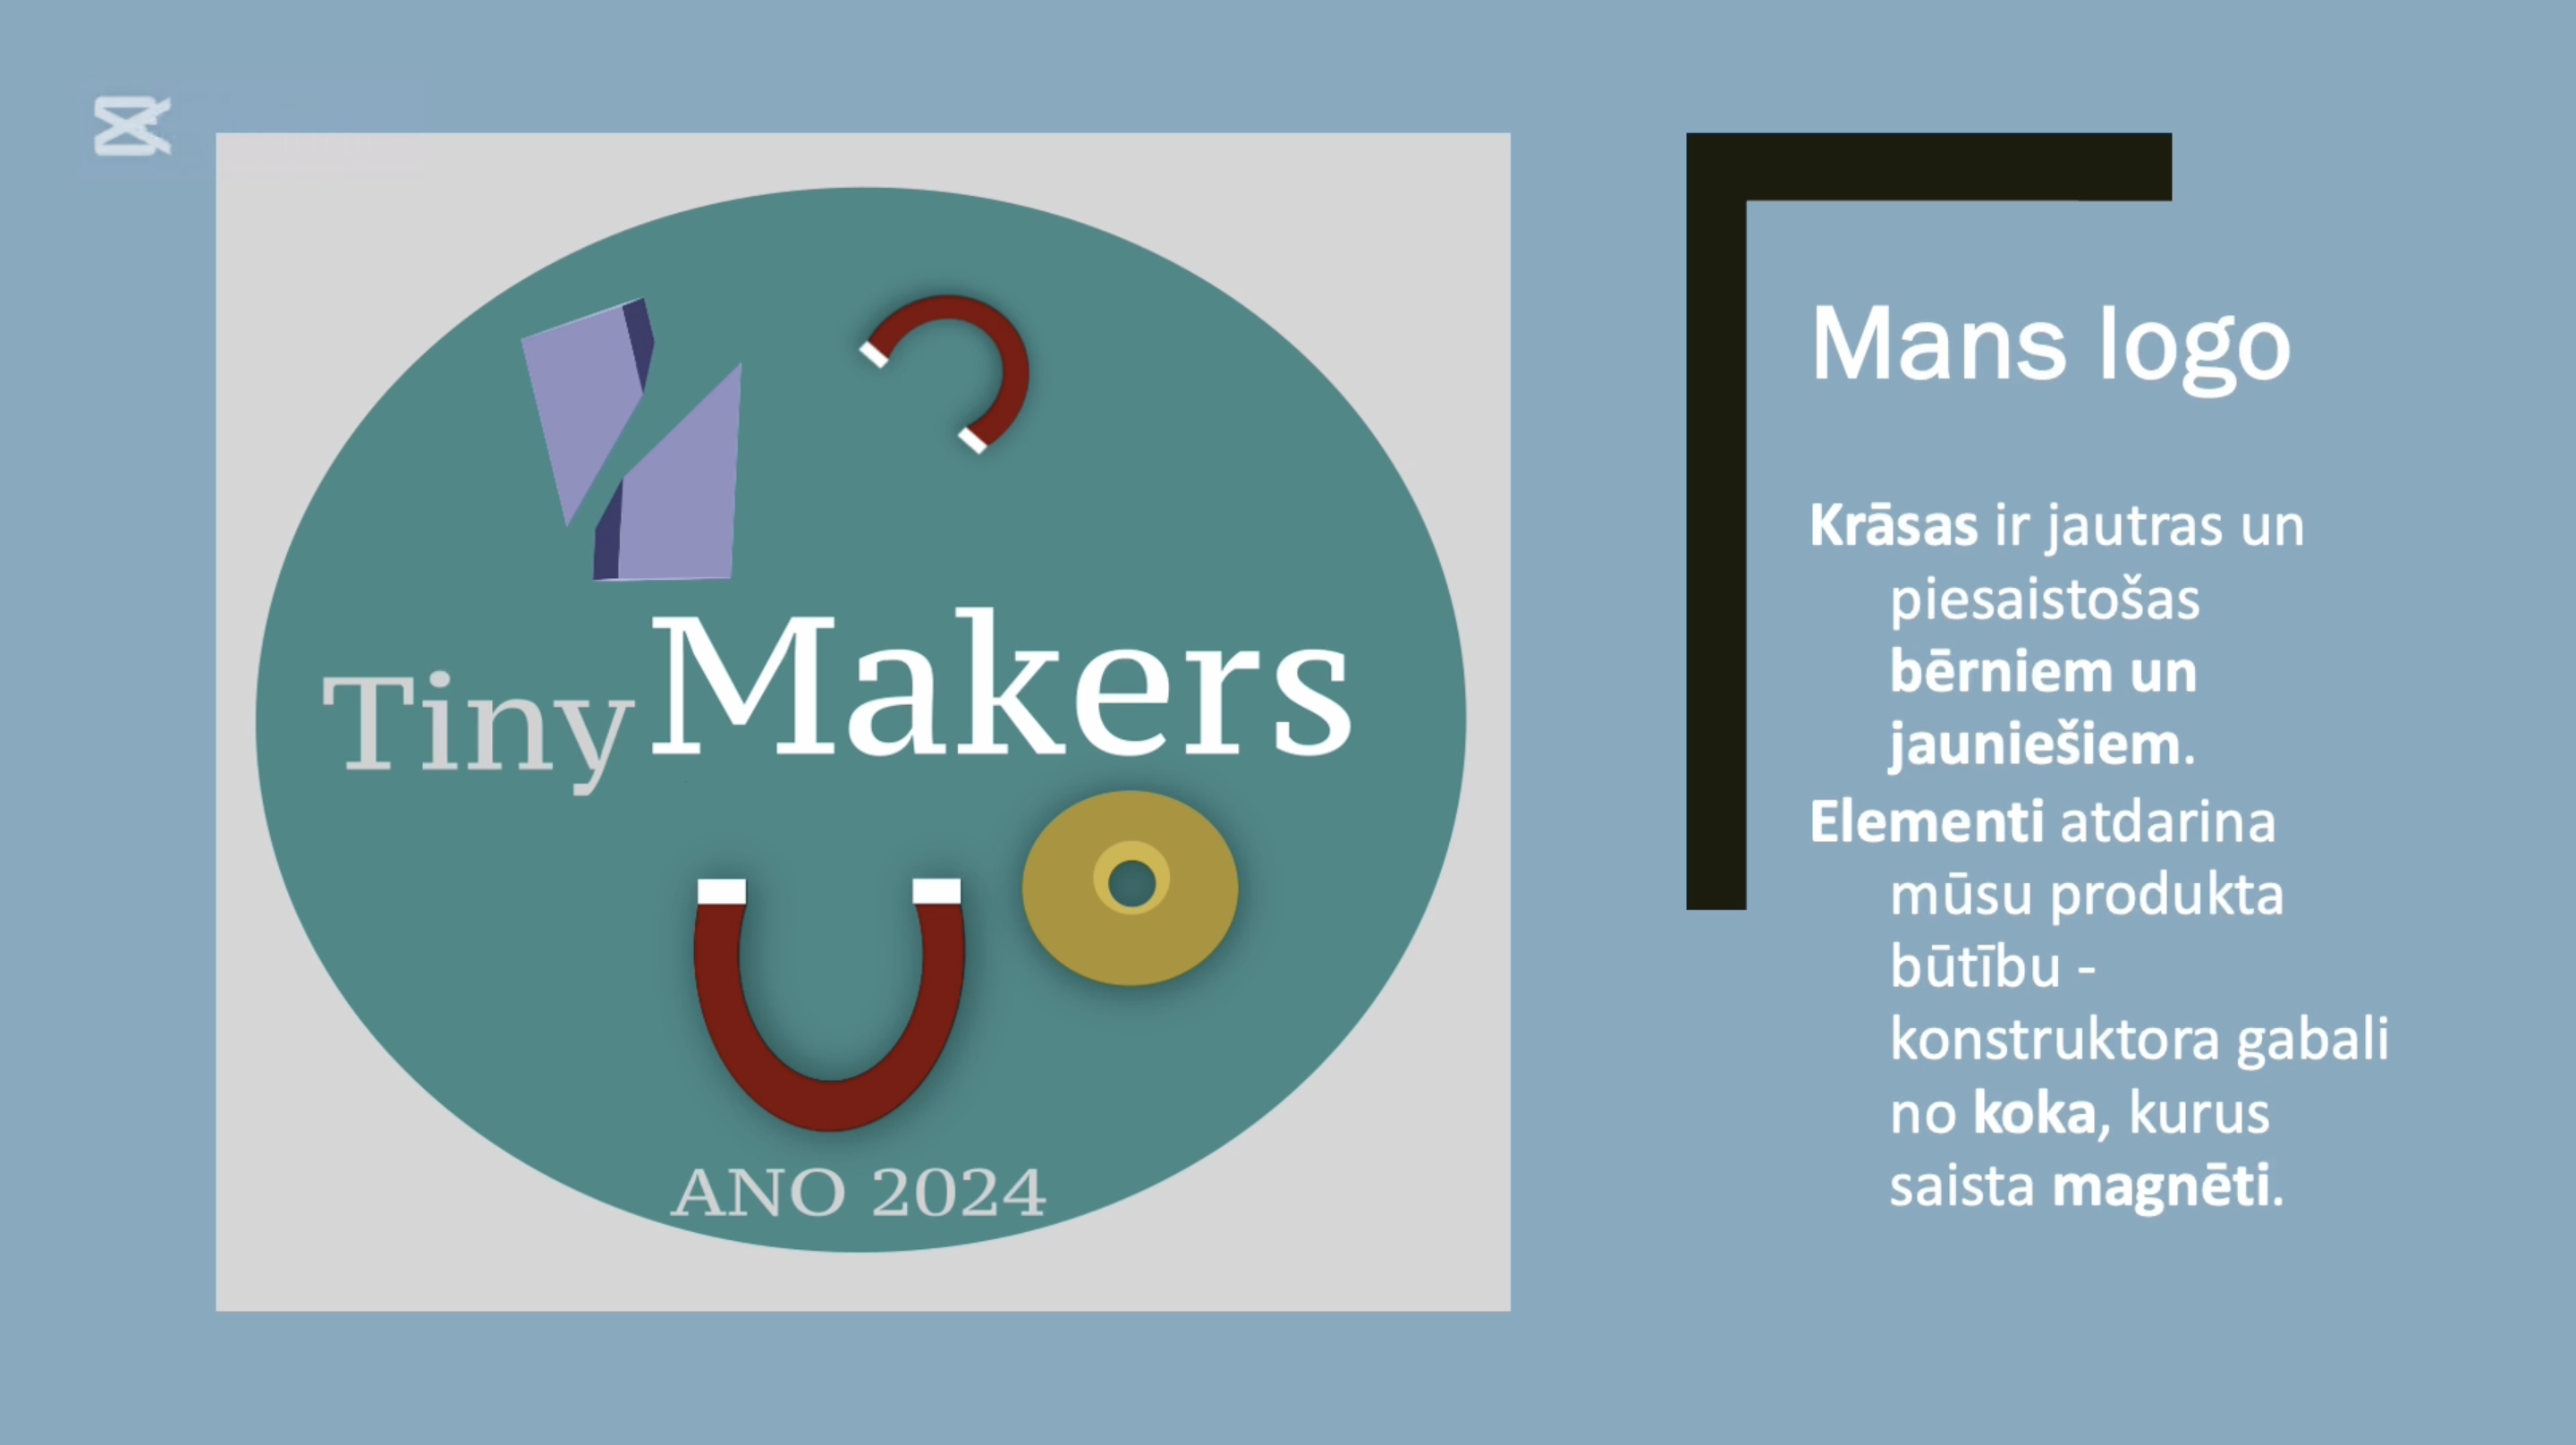 Tiny Makers
ANO 2024
Mans logo
Krāsas ir jautras un
piesaistošas
bērniem un
jauniešiem.
Elementi atdarina
mūsu produkta
būtību -
konstruktora gabali
no koka, kurus
saista magnēti.